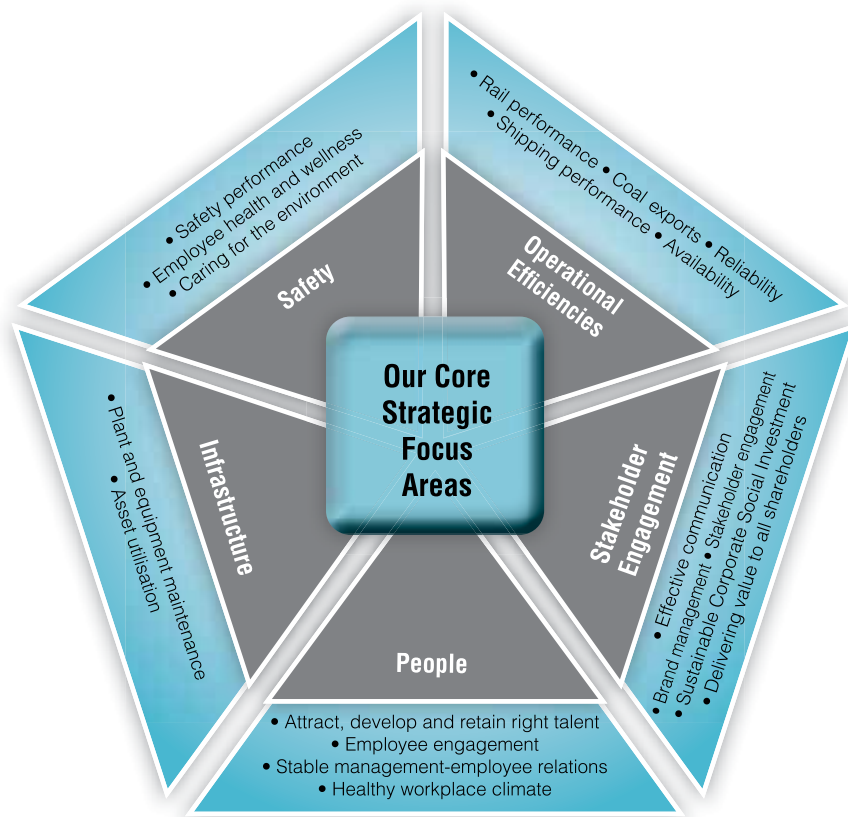 Our Core
Strategic
Focus
Areas
Safety
• Safety performance
• Employee health and wellness
• Caring for the environment
Operational
Efficiencies
• Rail performance • Coal exports • Reliability
• Shipping performance • Availability
Stakeholder
Engagement
• Effective communication
• Brand management • Stakeholder engagement
• Sustainable Corporate Social Investment
• Delivering value to all shareholders
People
• Attract, develop and retain right talent
• Employee engagement
• Stable management-employee relations
• Healthy workplace climate
Infrastructure
• Plant and equipment maintenance
• Asset utilisation